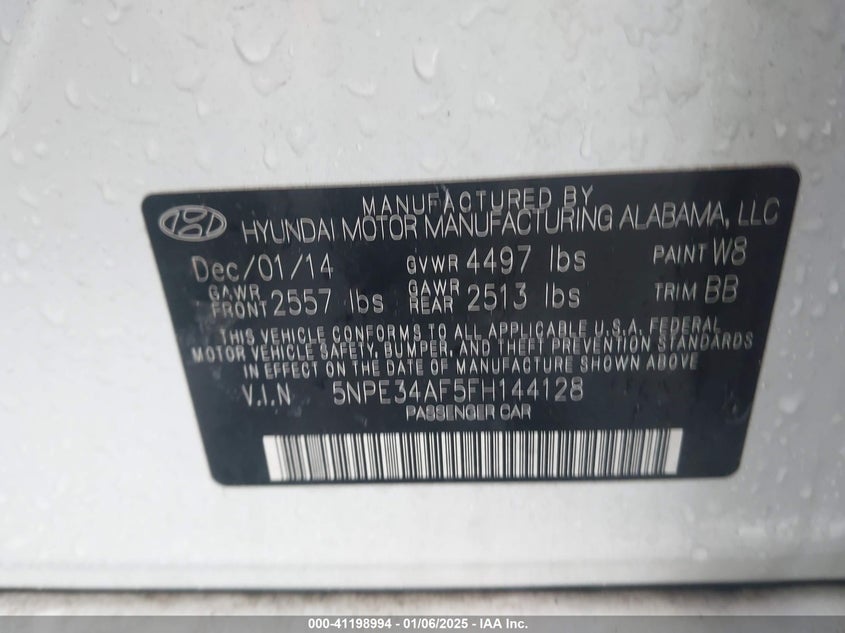 MANUFACTURED BY
HYUNDAI MOTOR MANUFACTURING ALABAMA, LLC
Dec/01/14 GVWR 4497 lbs PAINT W8
GAWR FRONT 2557 lbs GAWR REAR 2513 lbs TRIM BB
THIS VEHICLE CONFORMS TO ALL APPLICABLE U.S.A. FEDERAL
MOTOR VEHICLE SAFETY, BUMPER, AND THEFT PREVENTION STANDARDS
IN EFFECT ON THE DATE OF MANUFACTURE SHOWN ABOVE
V.I.N 5NPE34AF5FH144128
PASSENGER CAR
000-41198994 - 01/06/2025 - IAA Inc.